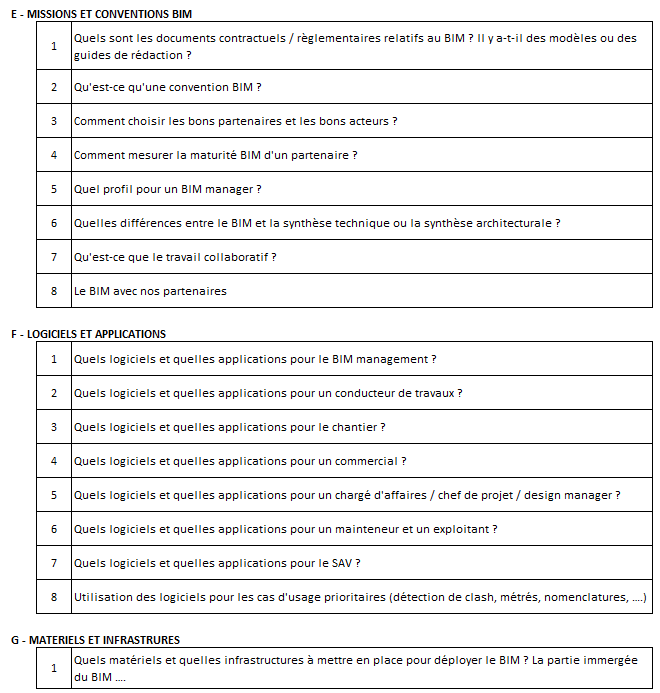 E - MISSIONS ET CONVENTIONS BIM
1 Quels sont les documents contractuels / règlementaires relatifs au BIM ? Il y a-t-il des modèles ou des
guides de rédaction ?
2 Qu'est-ce qu'une convention BIM ?
3 Comment choisir les bons partenaires et les bons acteurs ?
4 Comment mesurer la maturité BIM d'un partenaire ?
5 Quel profil pour un BIM manager ?
6 Quelles différences entre le BIM et la synthèse technique ou la synthèse architecturale ?
7 Qu'est-ce que le travail collaboratif ?
8 Le BIM avec nos partenaires
F - LOGICIELS ET APPLICATIONS
1 Quels logiciels et quelles applications pour le BIM management ?
2 Quels logiciels et quelles applications pour un conducteur de travaux ?
3 Quels logiciels et quelles applications pour le chantier ?
4 Quels logiciels et quelles applications pour un commercial ?
5 Quels logiciels et quelles applications pour un chargé d'affaires / chef de projet / design manager ?
6 Quels logiciels et quelles applications pour un mainteneur et un exploitant ?
7 Quels logiciels et quelles applications pour le SAV ?
8 Utilisation des logiciels pour les cas d'usage prioritaires (détection de clash, métrés, nomenclatures, ....)
G - MATERIELS ET INFRASTRURES
1 Quels matériels et quelles infrastructures à mettre en place pour déployer le BIM ? La partie immergée
du BIM ....